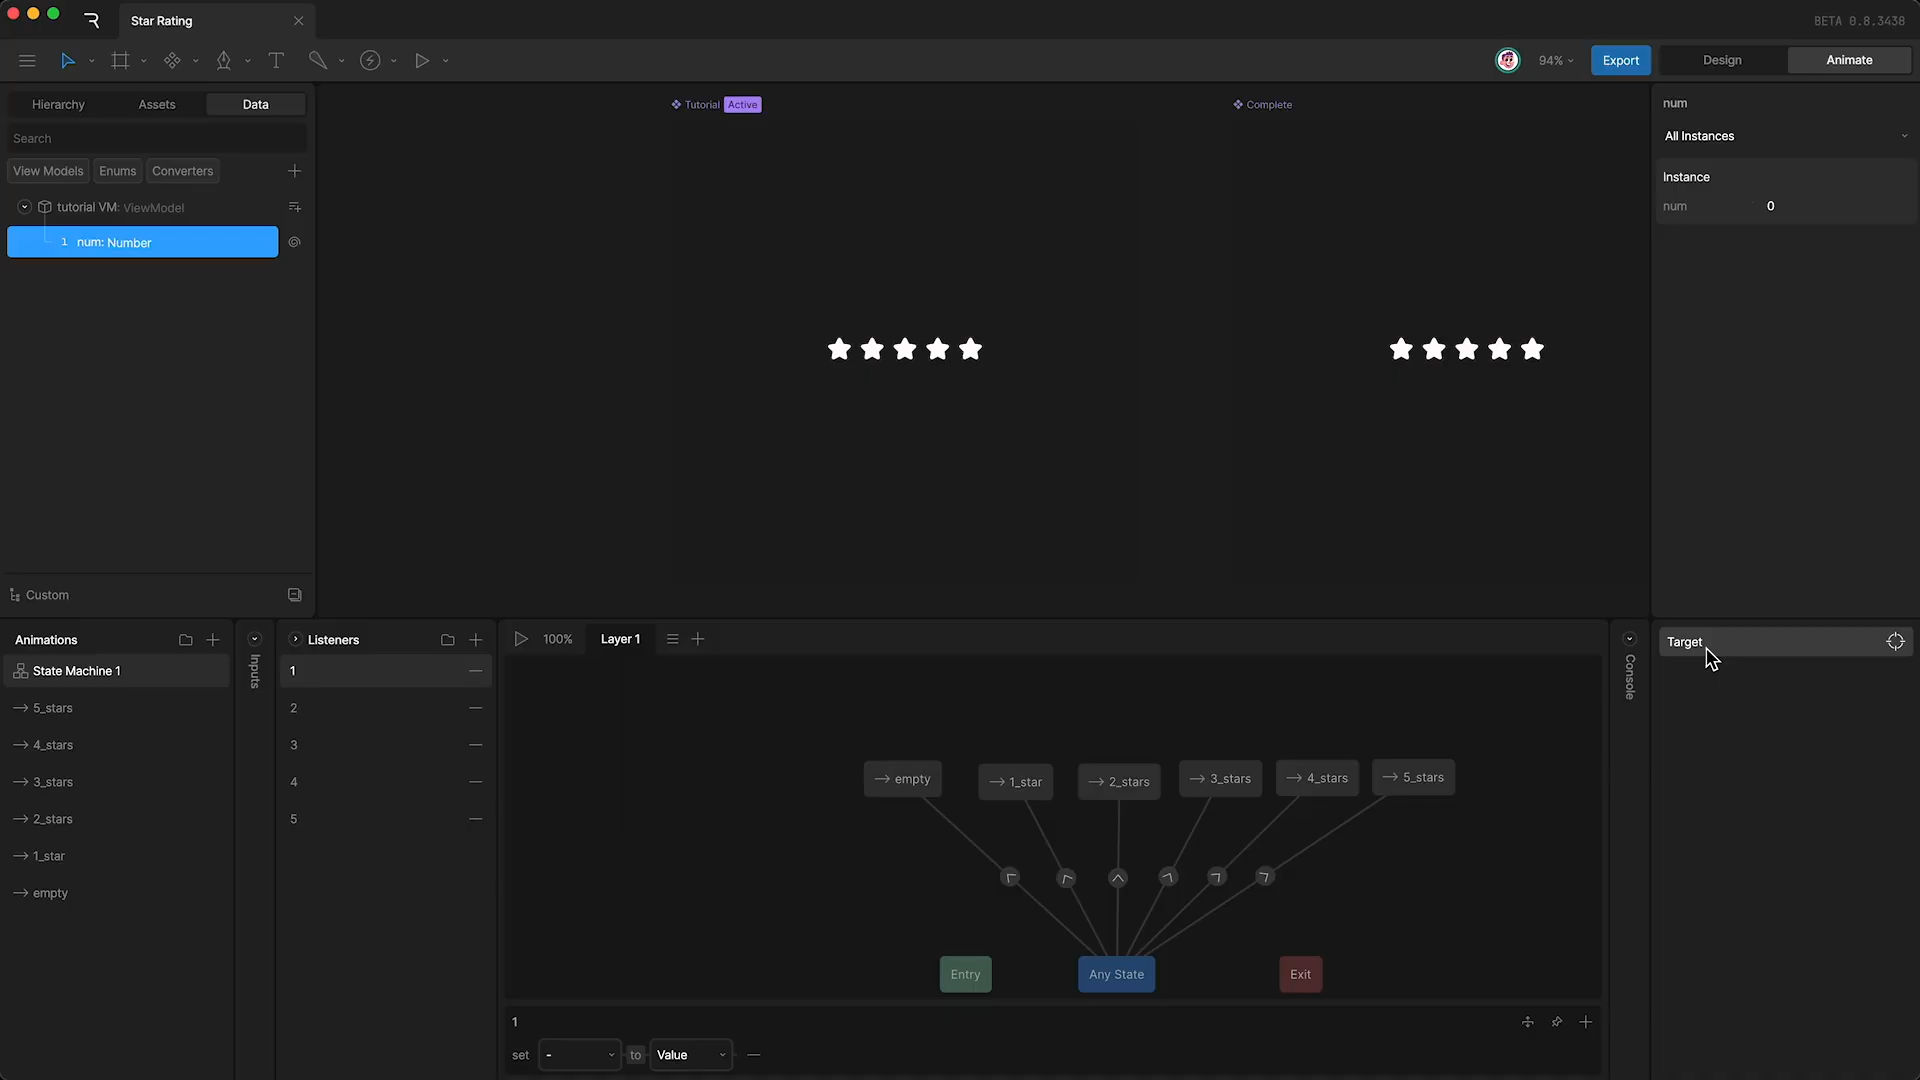 Star Rating
BETA 0.8.3438
94%
Export
Design
Animate
Hierarchy
Assets
Data
Search
View Models
Enums
Converters
tutorial VM: ViewModel
1 num: Number
Custom
Tutorial Active
Complete
num
All Instances
Instance
num 0
Animations
State Machine 1
5_stars
4_stars
3_stars
2_stars
1_star
empty
Inputs
Listeners
1
2
3
4
5
100%
Layer 1
empty
1_star
2_stars
3_stars
4_stars
5_stars
Entry
Any State
Exit
1
set - to Value
Console
Target